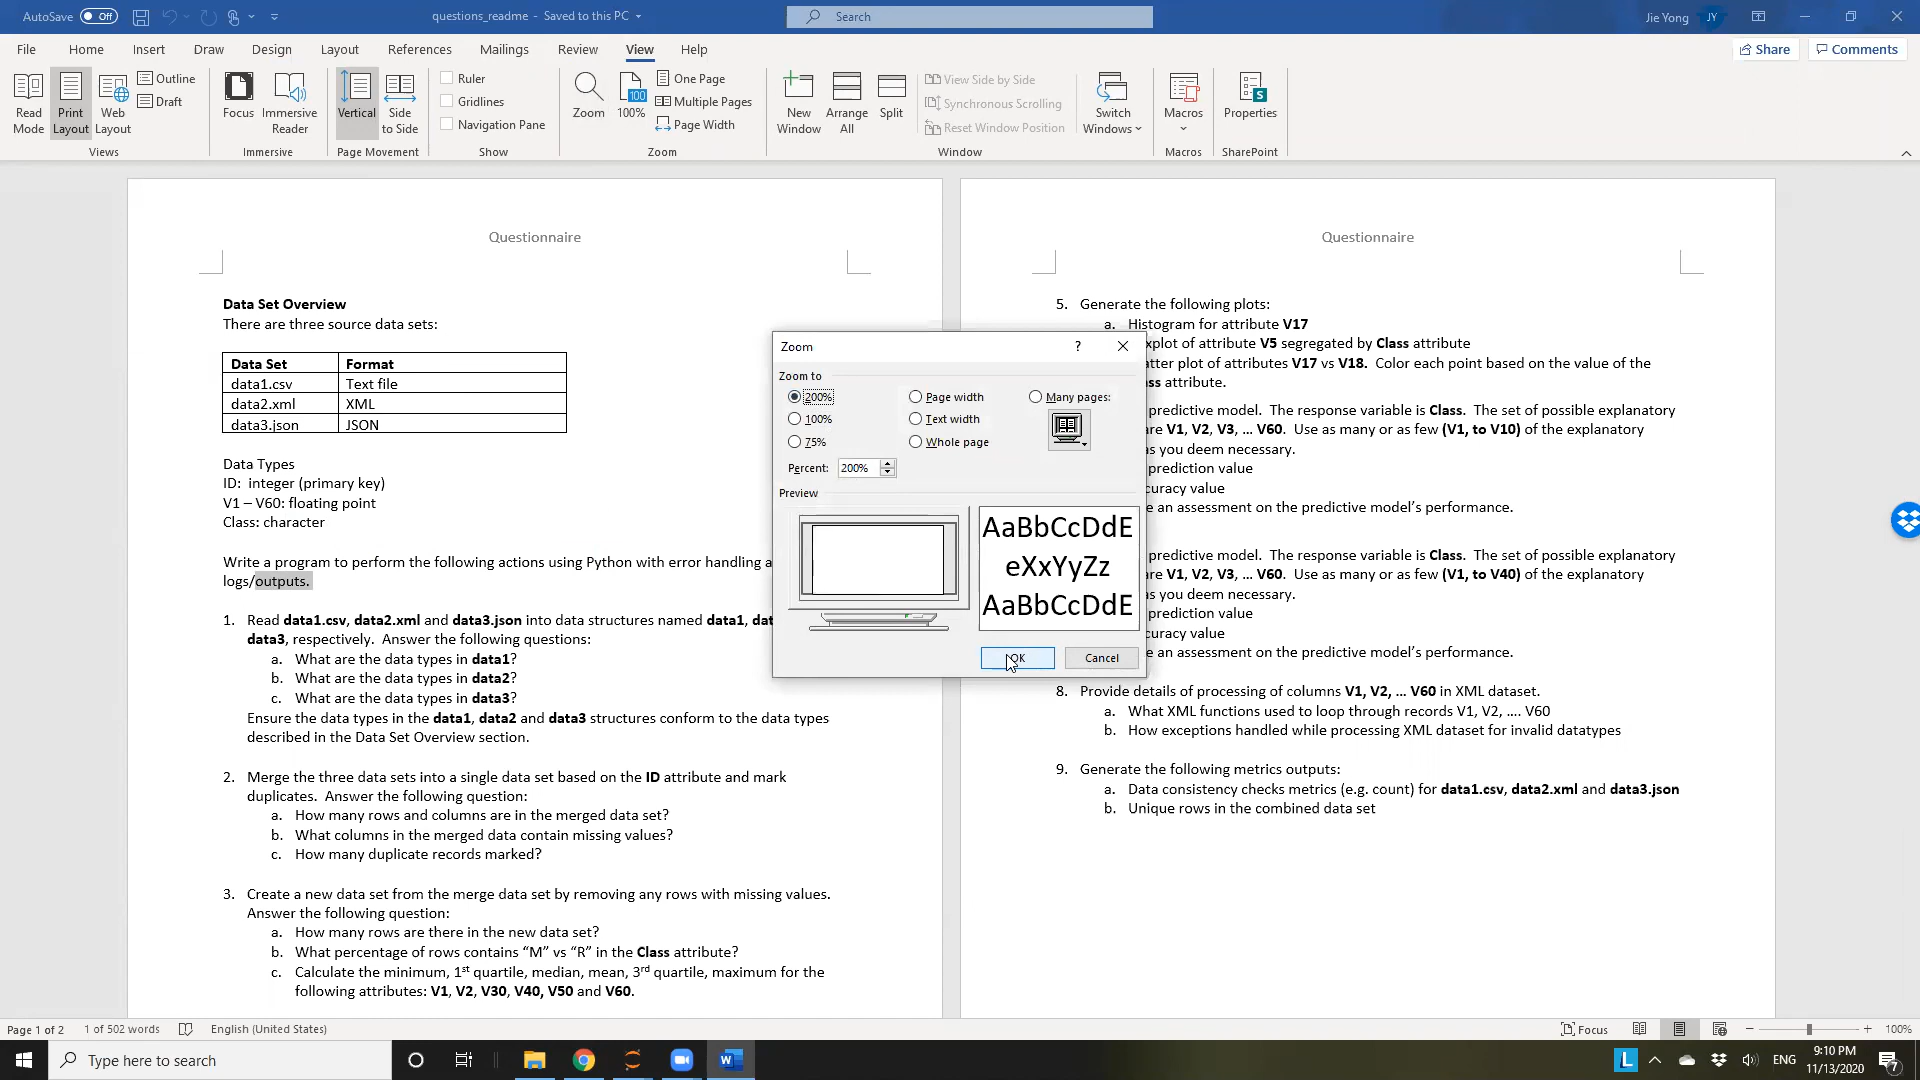 AutoSave Off questions_readme - Saved to this PC Search Jie Yong JY
File Home Insert Draw Design Layout References Mailings Review View Help Share Comments
Read Mode
Print Layout
Web Layout
Outline
Draft
Views
Focus
Immersive Reader
Immersive
Vertical
Side to Side
Page Movement
Ruler
Gridlines
Navigation Pane
Show
Zoom
100
100%
One Page
Multiple Pages
Page Width
Zoom
New Window
Arrange All
Split
View Side by Side
Synchronous Scrolling
Reset Window Position
Window
Switch Windows
Macros
Macros
Properties
SharePoint
Questionnaire
Data Set Overview
There are three source data sets:
Data Set Format
data1.csv Text file
data2.xml XML
data3.json JSON
Data Types
ID: integer (primary key)
V1 – V60: floating point
Class: character
Write a program to perform the following actions using Python with error handling a
logs/outputs.
1. Read data1.csv, data2.xml and data3.json into data structures named data1, dat
data3, respectively. Answer the following questions:
a. What are the data types in data1?
b. What are the data types in data2?
c. What are the data types in data3?
Ensure the data types in the data1, data2 and data3 structures conform to the data types
described in the Data Set Overview section.
2. Merge the three data sets into a single data set based on the ID attribute and mark
duplicates. Answer the following question:
a. How many rows and columns are in the merged data set?
b. What columns in the merged data contain missing values?
c. How many duplicate records marked?
3. Create a new data set from the merge data set by removing any rows with missing values.
Answer the following question:
a. How many rows are there in the new data set?
b. What percentage of rows contains “M” vs “R” in the Class attribute?
c. Calculate the minimum, 1st quartile, median, mean, 3rd quartile, maximum for the
following attributes: V1, V2, V30, V40, V50 and V60.
Questionnaire
5. Generate the following plots:
a. Histogram for attribute V17
xplot of attribute V5 segregated by Class attribute
atter plot of attributes V17 vs V18. Color each point based on the value of the
ss attribute.
predictive model. The response variable is Class. The set of possible explanatory
are V1, V2, V3, … V60. Use as many or as few (V1, to V10) of the explanatory
as you deem necessary.
prediction value
curacy value
e an assessment on the predictive model’s performance.
predictive model. The response variable is Class. The set of possible explanatory
are V1, V2, V3, … V60. Use as many or as few (V1, to V40) of the explanatory
as you deem necessary.
prediction value
curacy value
e an assessment on the predictive model’s performance.
8. Provide details of processing of columns V1, V2, … V60 in XML dataset.
a. What XML functions used to loop through records V1, V2, …. V60
b. How exceptions handled while processing XML dataset for invalid datatypes
9. Generate the following metrics outputs:
a. Data consistency checks metrics (e.g. count) for data1.csv, data2.xml and data3.json
b. Unique rows in the combined data set
Zoom ?
Zoom to
200% Page width Many pages:
100% Text width
75% Whole page
Percent: 200%
Preview
AaBbCcDdE
eXxYyZz
AaBbCcDdE
OK Cancel
Page 1 of 2 1 of 502 words English (United States) Focus 100%
Type here to search ENG 9:10 PM
11/13/2020 7